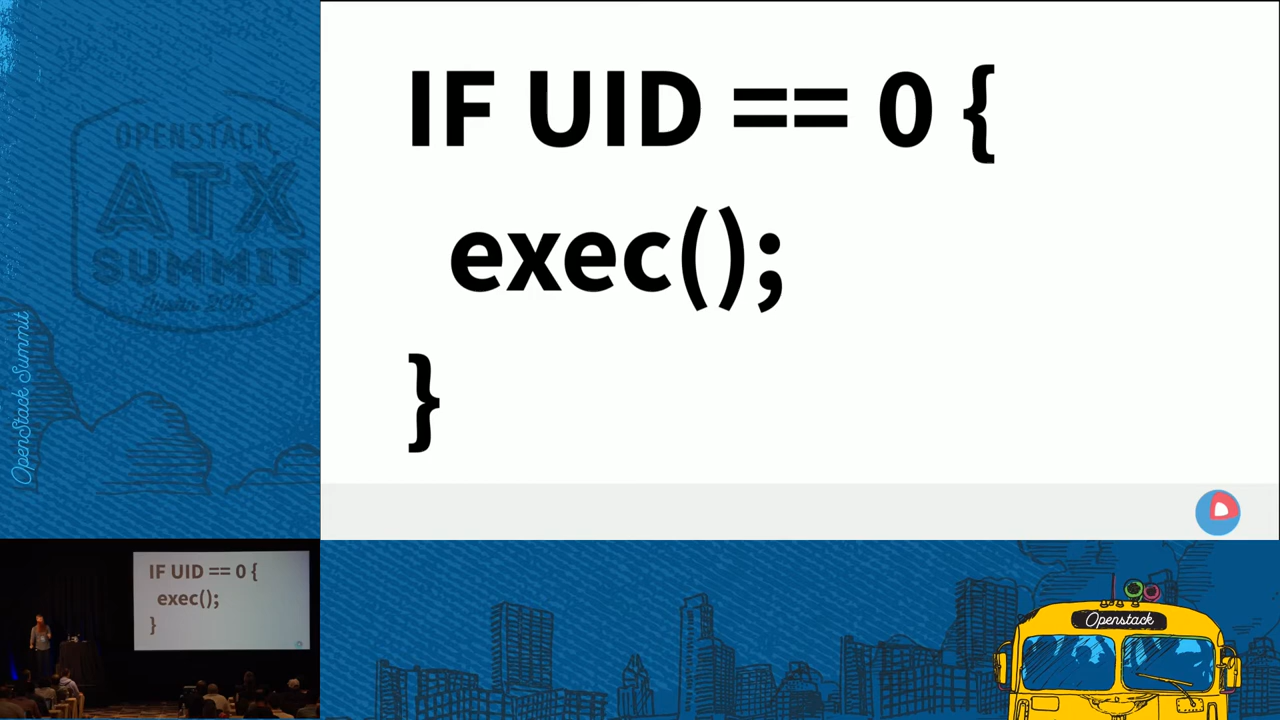 OPENSTACK
ATX
SUMMIT
Austin 2016
OpenStack Summit
IF UID == 0 {
exec();
}
IF UID == 0 {
exec();
}
Openstack